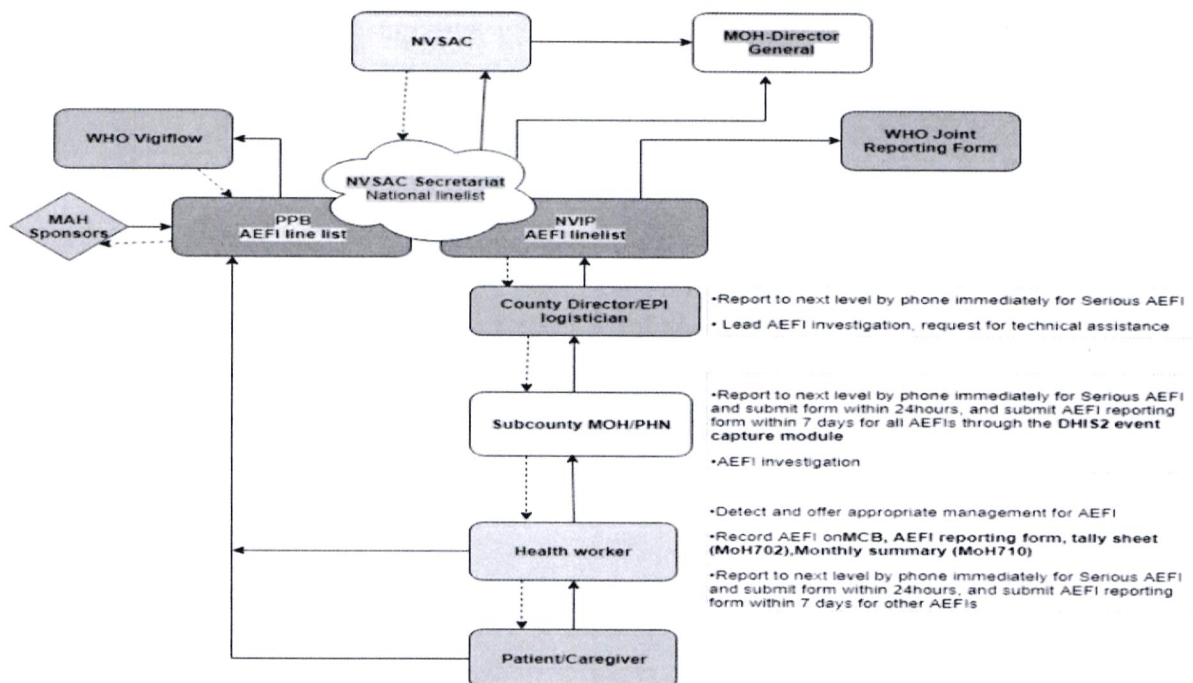 NVSAC
MOH-Director
General
WHO Vigiflow
WHO Joint
Reporting Form
NVSAC Secretariat
National linelist
MAH
Sponsors
PPB
AEFI line list
NVIP
AEFI linelist
County Director/EPI
logistician
•Report to next level by phone immediately for Serious AEFI
• Lead AEFI investigation, request for technical assistance
Subcounty MOH/PHN
•Report to next level by phone immediately for Serious AEFI
and submit form within 24hours, and submit AEFI reporting
form within 7 days for all AEFIs through the DHIS2 event
capture module
•AEFI investigation
Health worker
•Detect and offer appropriate management for AEFI
•Record AEFI onMCB, AEFI reporting form, tally sheet
(MoH702),Monthly summary (MoH710)
•Report to next level by phone immediately for Serious AEFI
and submit form within 24hours, and submit AEFI reporting
form within 7 days for other AEFIs
Patient/Caregiver